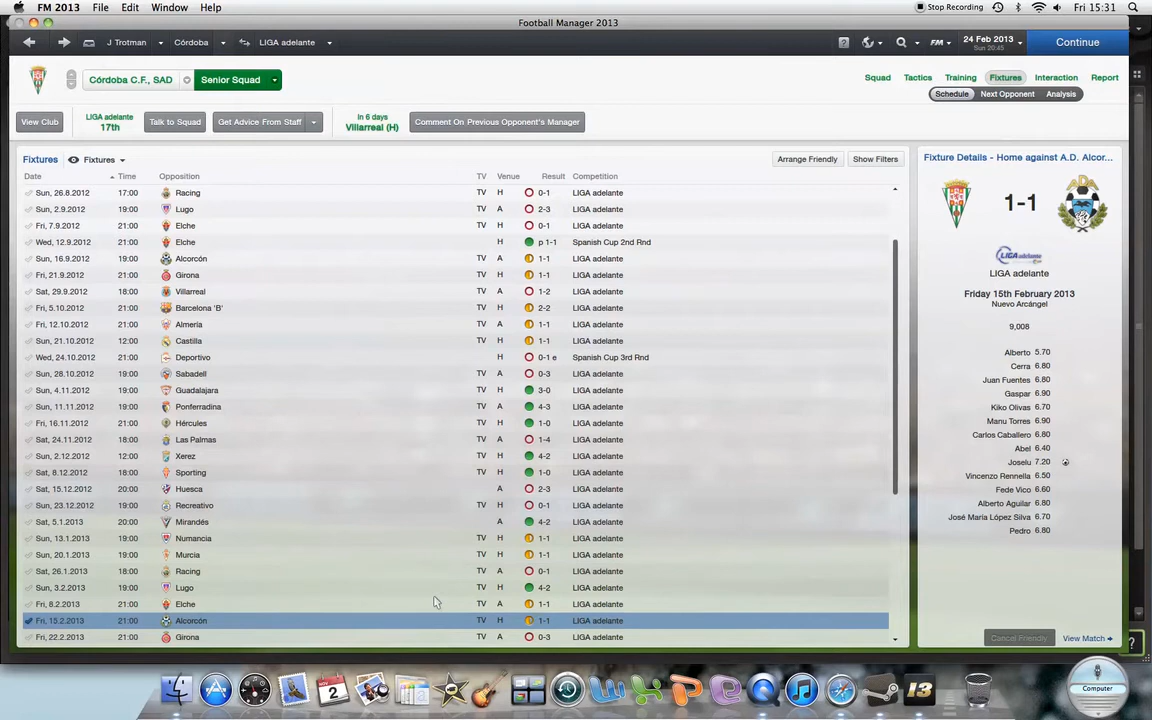 FM 2013 File Edit Window Help Stop Recording Fri 15:31
Football Manager 2013
J Trotman Córdoba LIGA adelante ? FM 24 Feb 2013 Sun 20:45 Continue
Córdoba C.F., SAD Senior Squad Squad Tactics Training Fixtures Interaction Report
Schedule Next Opponent Analysis
View Club LIGA adelante 17th Talk to Squad Get Advice From Staff In 6 days Villarreal (H) Comment On Previous Opponent's Manager
Fixtures Fixtures Arrange Friendly Show Filters
Date Time Opposition TV Venue Result Competition
Sun, 26.8.2012 17:00 Racing TV H 0-1 LIGA adelante
Sun, 2.9.2012 19:00 Lugo TV A 2-3 LIGA adelante
Fri, 7.9.2012 21:00 Elche TV H 0-1 LIGA adelante
Wed, 12.9.2012 21:00 Elche H p 1-1 Spanish Cup 2nd Rnd
Sun, 16.9.2012 19:00 Alcorcón TV A 1-1 LIGA adelante
Fri, 21.9.2012 21:00 Girona TV H 1-1 LIGA adelante
Sat, 29.9.2012 18:00 Villarreal TV A 1-2 LIGA adelante
Fri, 5.10.2012 21:00 Barcelona 'B' TV H 2-2 LIGA adelante
Fri, 12.10.2012 21:00 Almería TV A 1-1 LIGA adelante
Sun, 21.10.2012 12:00 Castilla TV H 1-1 LIGA adelante
Wed, 24.10.2012 21:00 Deportivo H 0-1 e Spanish Cup 3rd Rnd
Sun, 28.10.2012 19:00 Sabadell TV A 0-3 LIGA adelante
Sun, 4.11.2012 19:00 Guadalajara TV H 3-0 LIGA adelante
Sun, 11.11.2012 19:00 Ponferradina TV A 4-3 LIGA adelante
Fri, 16.11.2012 21:00 Hércules TV H 1-0 LIGA adelante
Sat, 24.11.2012 18:00 Las Palmas TV A 1-4 LIGA adelante
Sun, 2.12.2012 12:00 Xerez TV H 4-2 LIGA adelante
Sat, 8.12.2012 18:00 Sporting TV H 1-0 LIGA adelante
Sat, 15.12.2012 20:00 Huesca A 2-3 LIGA adelante
Sun, 23.12.2012 19:00 Recreativo TV H 0-1 LIGA adelante
Sat, 5.1.2013 20:00 Mirandés A 4-2 LIGA adelante
Sun, 13.1.2013 19:00 Numancia TV H 1-1 LIGA adelante
Sun, 20.1.2013 19:00 Murcia TV H 1-1 LIGA adelante
Sat, 26.1.2013 18:00 Racing TV A 0-1 LIGA adelante
Sun, 3.2.2013 19:00 Lugo TV H 4-2 LIGA adelante
Fri, 8.2.2013 21:00 Elche TV A 1-1 LIGA adelante
Fri, 15.2.2013 21:00 Alcorcón TV H 1-1 LIGA adelante
Fri, 22.2.2013 21:00 Girona TV A 0-3 LIGA adelante
Fixture Details - Home against A.D. Alcor...
1-1
LIGA adelante
Friday 15th February 2013
Nuevo Arcángel
9,008
Alberto 5.70
Cerra 6.80
Juan Fuentes 6.80
Gaspar 6.90
Kiko Olivas 6.70
Manu Torres 6.90
Carlos Caballero 6.80
Abel 6.40
Joselu 7.20
Vincenzo Rennella 6.50
Fede Vico 6.60
Alberto Aguilar 6.80
José María López Silva 6.70
Pedro 6.80
Cancel Friendly View Match
?
NOV 2 13 Computer